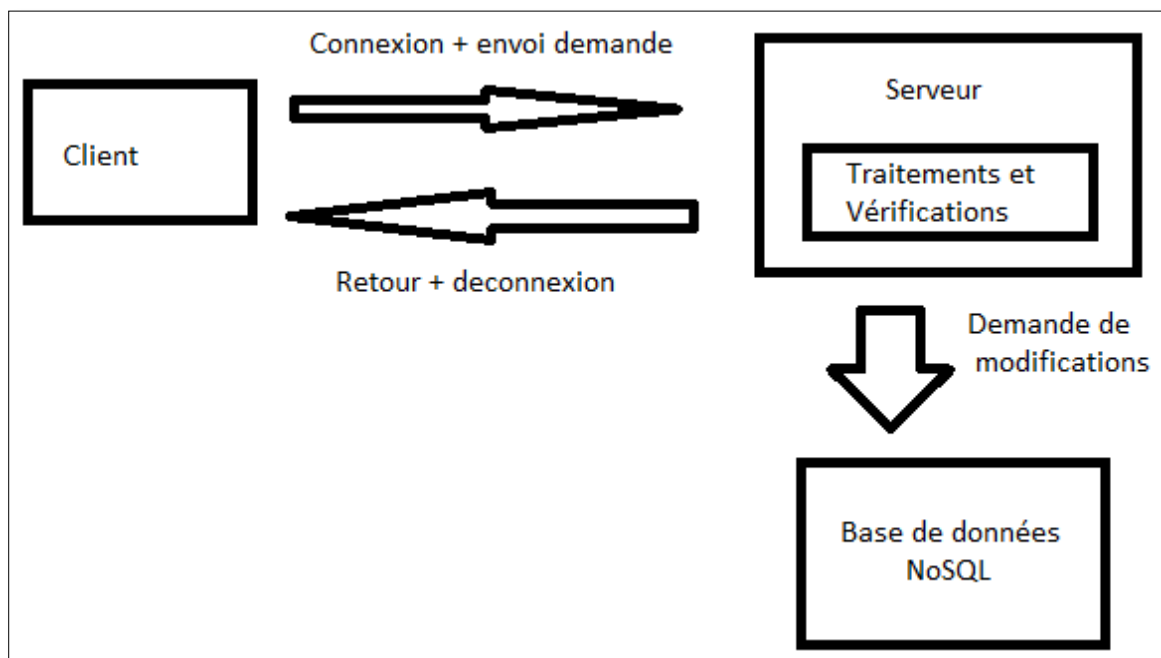 Connexion + envoi demande
Client
Serveur
Traitements et
Vérifications
Retour + deconnexion
Demande de
modifications
Base de données
NoSQL